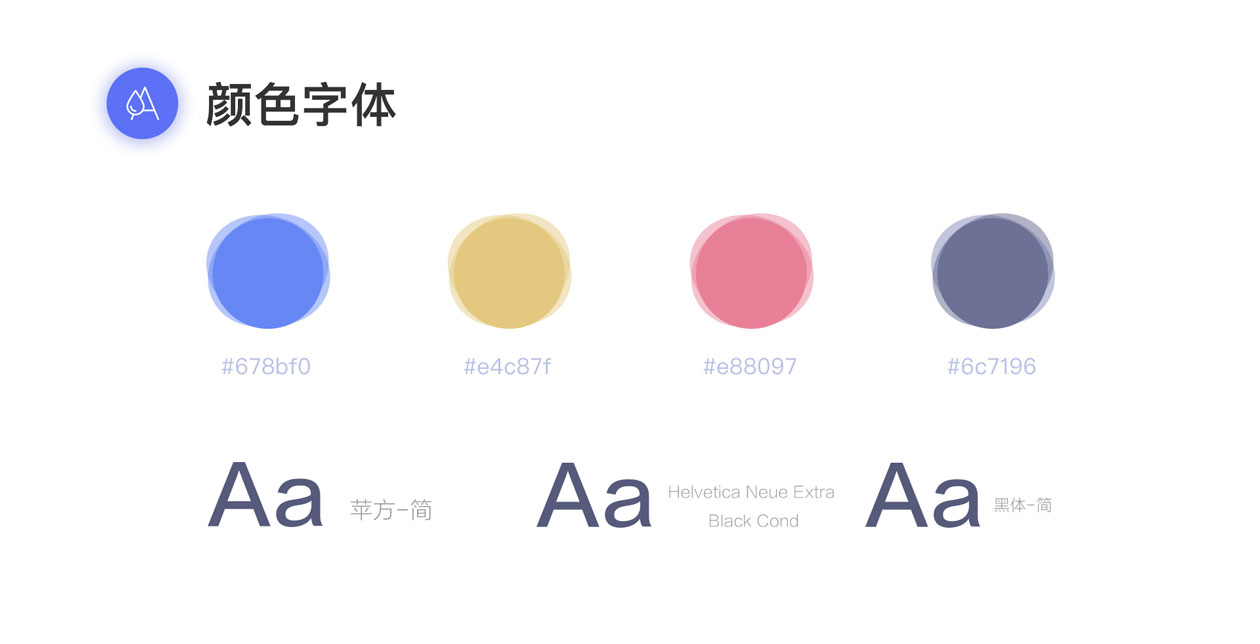 颜色字体
#678bf0
#e4c87f
#e88097
#6c7196
Aa
苹方-简
Aa
Helvetica Neue Extra
Black Cond
Aa
黑体-简